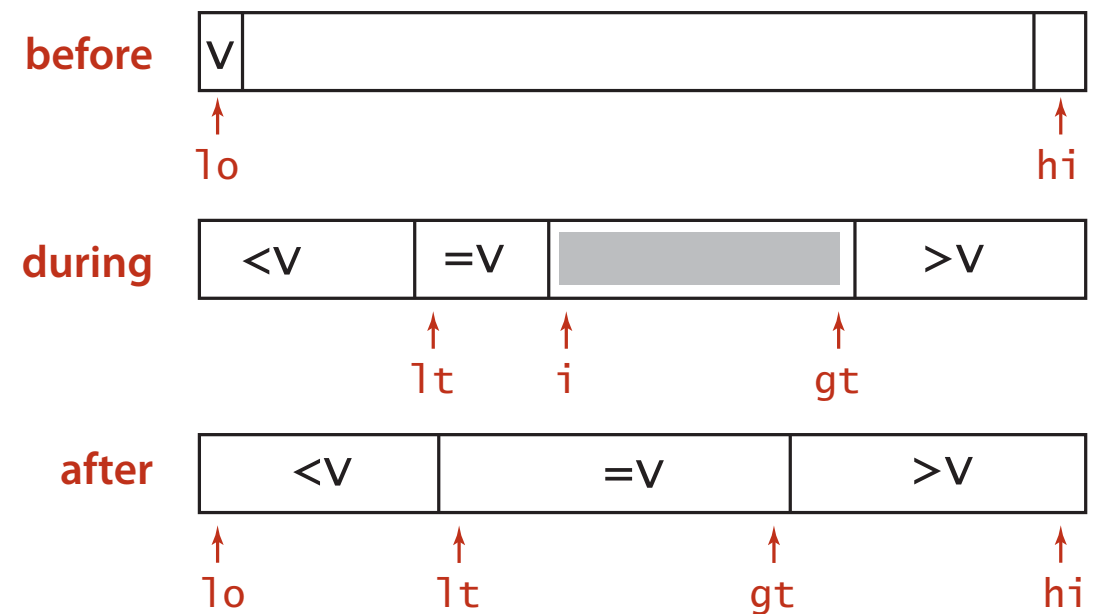 before v
lo hi
during <v =v >v
lt i gt
after <v =v >v
lo lt gt hi